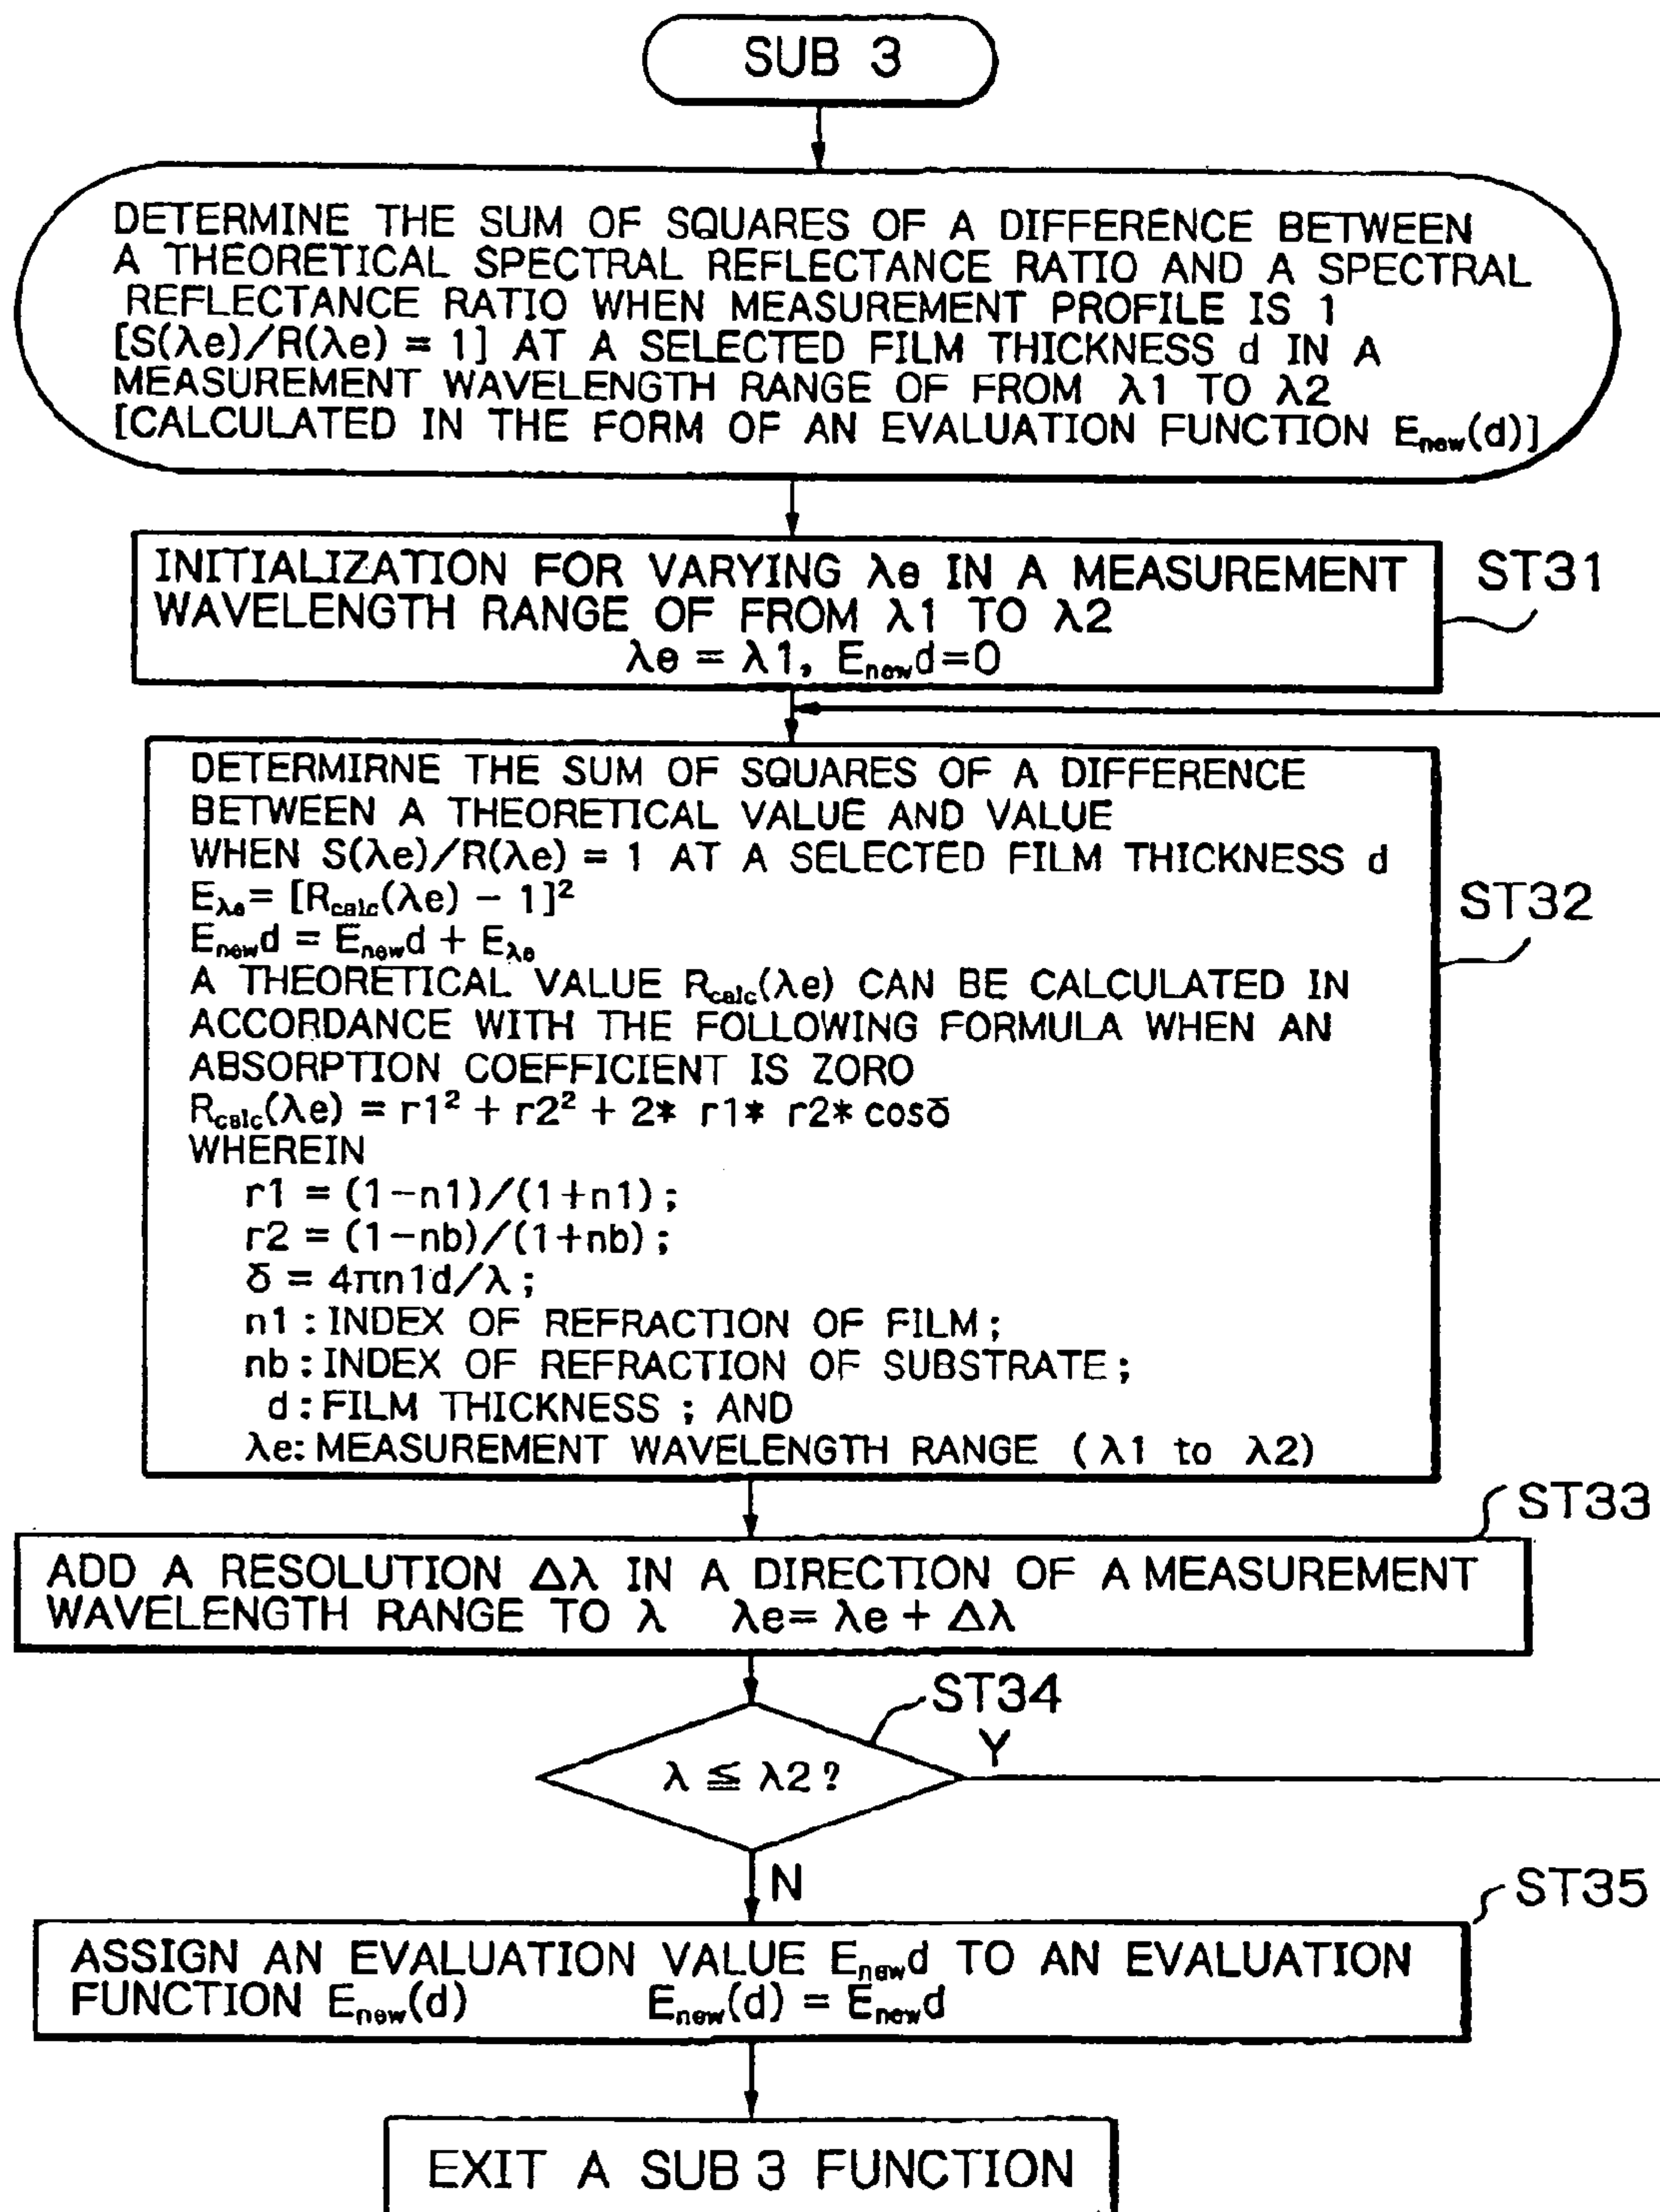 SUB 3
DETERMINE THE SUM OF SQUARES OF A DIFFERENCE BETWEEN
A THEORETICAL SPECTRAL REFLECTANCE RATIO AND A SPECTRAL
REFLECTANCE RATIO WHEN MEASUREMENT PROFILE IS 1
[S(λe)/R(λe) = 1] AT A SELECTED FILM THICKNESS d IN A
MEASUREMENT WAVELENGTH RANGE OF FROM λ1 TO λ2
[CALCULATED IN THE FORM OF AN EVALUATION FUNCTION Enew(d)]
INITIALIZATION FOR VARYING λe IN A MEASUREMENT
WAVELENGTH RANGE OF FROM λ1 TO λ2
λe = λ1, Enewd=0
ST31
DETERMIRNE THE SUM OF SQUARES OF A DIFFERENCE
BETWEEN A THEORETICAL VALUE AND VALUE
WHEN S(λe)/R(λe) = 1 AT A SELECTED FILM THICKNESS d
Eλe = [Rcalc(λe) − 1]²
Enewd = Enewd + Eλe
A THEORETICAL VALUE Rcalc(λe) CAN BE CALCULATED IN
ACCORDANCE WITH THE FOLLOWING FORMULA WHEN AN
ABSORPTION COEFFICIENT IS ZORO
Rcalc(λe) = r1² + r2² + 2* r1* r2* cosδ
WHEREIN
r1 = (1−n1)/(1+n1) ;
r2 = (1−nb)/(1+nb) ;
δ = 4πn1d/λ ;
n1 : INDEX OF REFRACTION OF FILM ;
nb : INDEX OF REFRACTION OF SUBSTRATE ;
d : FILM THICKNESS ; AND
λe: MEASUREMENT WAVELENGTH RANGE ( λ1 to λ2)
ST32
ST33
ADD A RESOLUTION Δλ IN A DIRECTION OF A MEASUREMENT
WAVELENGTH RANGE TO λ λe= λe + Δλ
ST34
λ ≦ λ2 ?
Y
N
ST35
ASSIGN AN EVALUATION VALUE Enewd TO AN EVALUATION
FUNCTION Enew(d) Enew(d) = Enewd
EXIT A SUB 3 FUNCTION